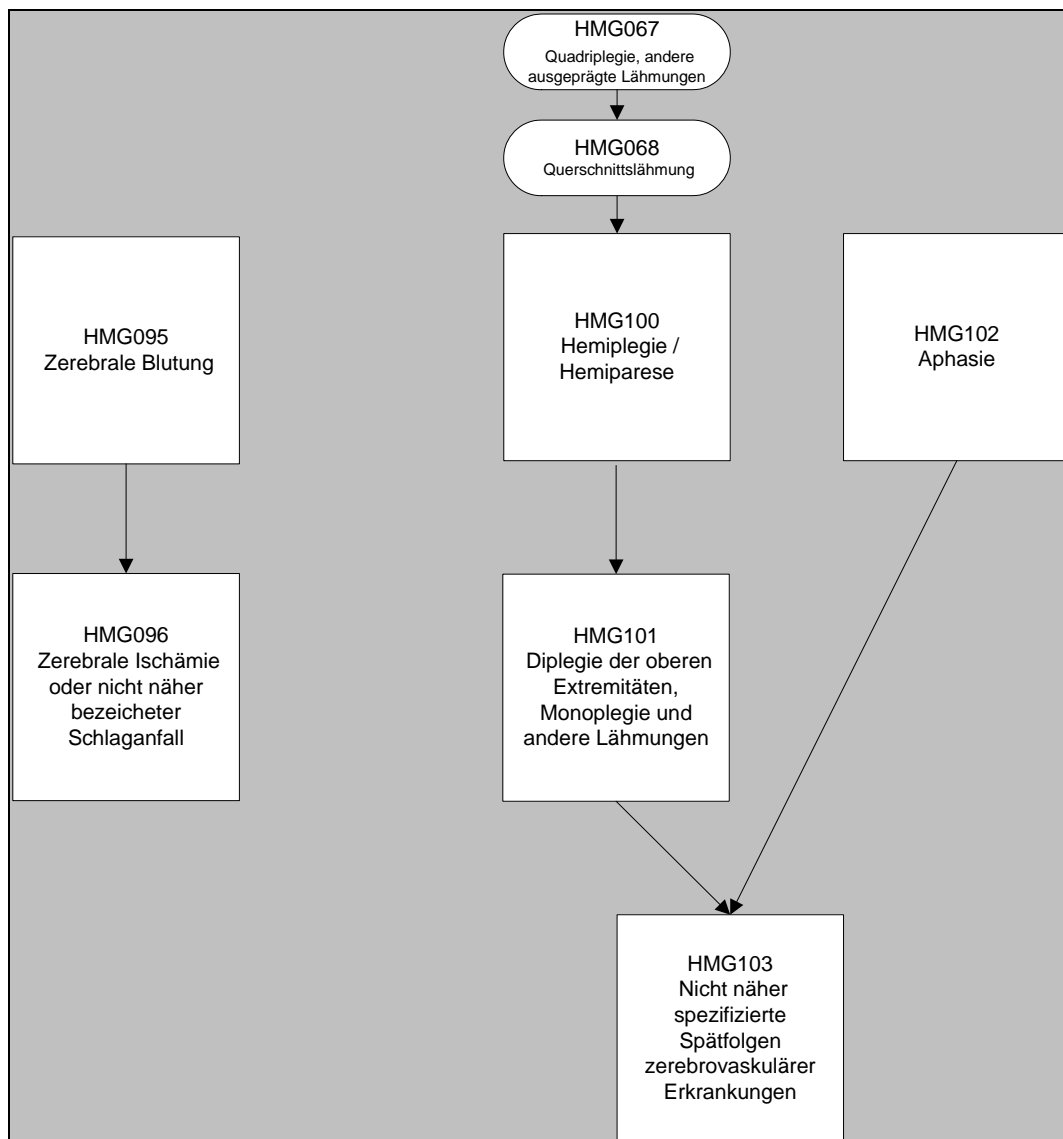 HMG067
Quadriplegie, andere
ausgeprägte Lähmungen
HMG068
Querschnittslähmung
HMG095
Zerebrale Blutung
HMG100
Hemiplegie /
Hemiparese
HMG102
Aphasie
HMG096
Zerebrale Ischämie
oder nicht näher
bezeicheter
Schlaganfall
HMG101
Diplegie der oberen
Extremitäten,
Monoplegie und
andere Lähmungen
HMG103
Nicht näher
spezifizierte
Spätfolgen
zerebrovaskulärer
Erkrankungen